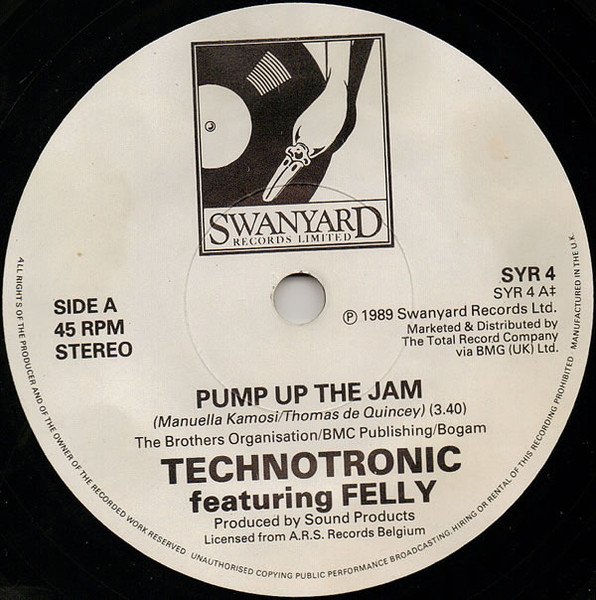 SWANYARD
RECORDS LIMITED
SYR 4
SYR 4 A‡
SIDE A
45 RPM
STEREO
℗ 1989 Swanyard Records Ltd.
Marketed & Distributed by
The Total Record Company
via BMG (UK) Ltd.
PUMP UP THE JAM
(Manuella Kamosi/Thomas de Quincey) (3.40)
The Brothers Organisation/BMC Publishing/Bogam
TECHNOTRONIC
featuring FELLY
Produced by Sound Products
Licensed from A.R.S. Records Belgium
ALL RIGHTS OF THE PRODUCER AND OF THE OWNER OF THE RECORDED WORK RESERVED UNAUTHORISED COPYING PUBLIC PERFORMANCE BROADCASTING, HIRING OR RENTAL OF THIS RECORDING PROHIBITED MANUFACTURED IN THE U.K.